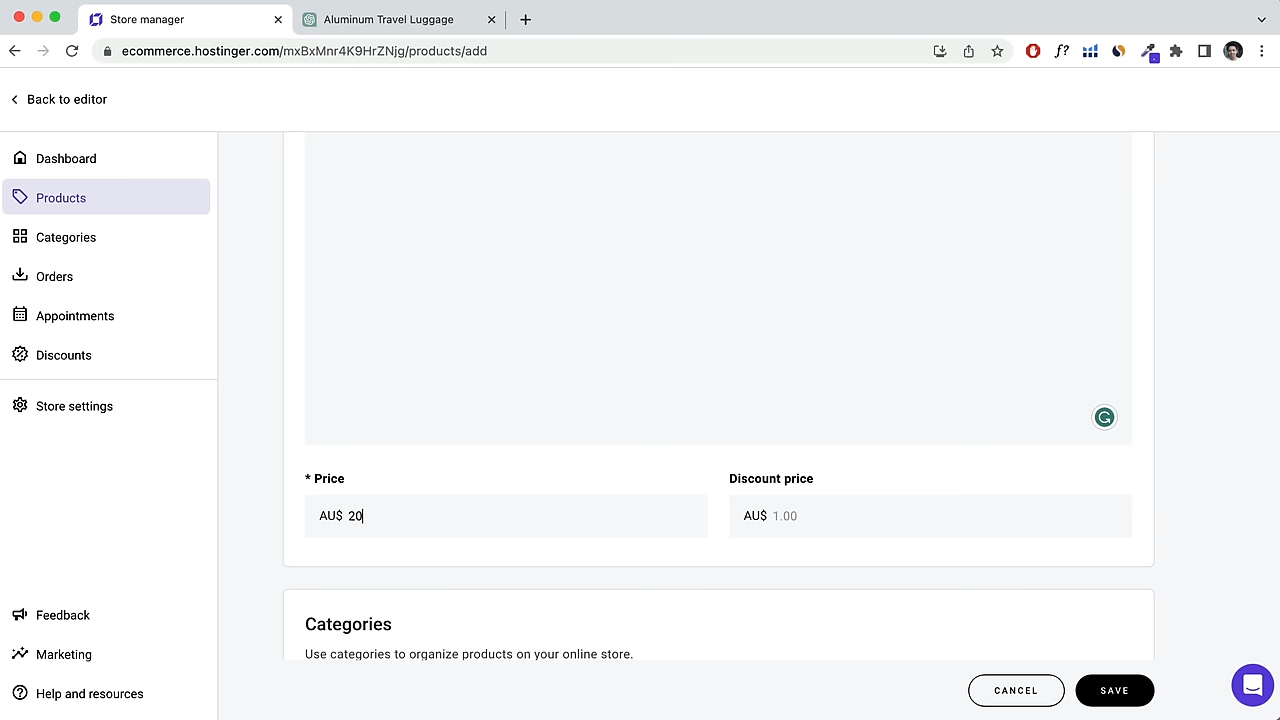 Store manager
Aluminum Travel Luggage
ecommerce.hostinger.com/mxBxMnr4K9HrZNjg/products/add
f?
Back to editor
Dashboard
Products
Categories
Orders
Appointments
Discounts
Store settings
Feedback
Marketing
Help and resources
* Price
Discount price
AU$ 20
AU$ 1.00
Categories
Use categories to organize products on your online store.
CANCEL
SAVE